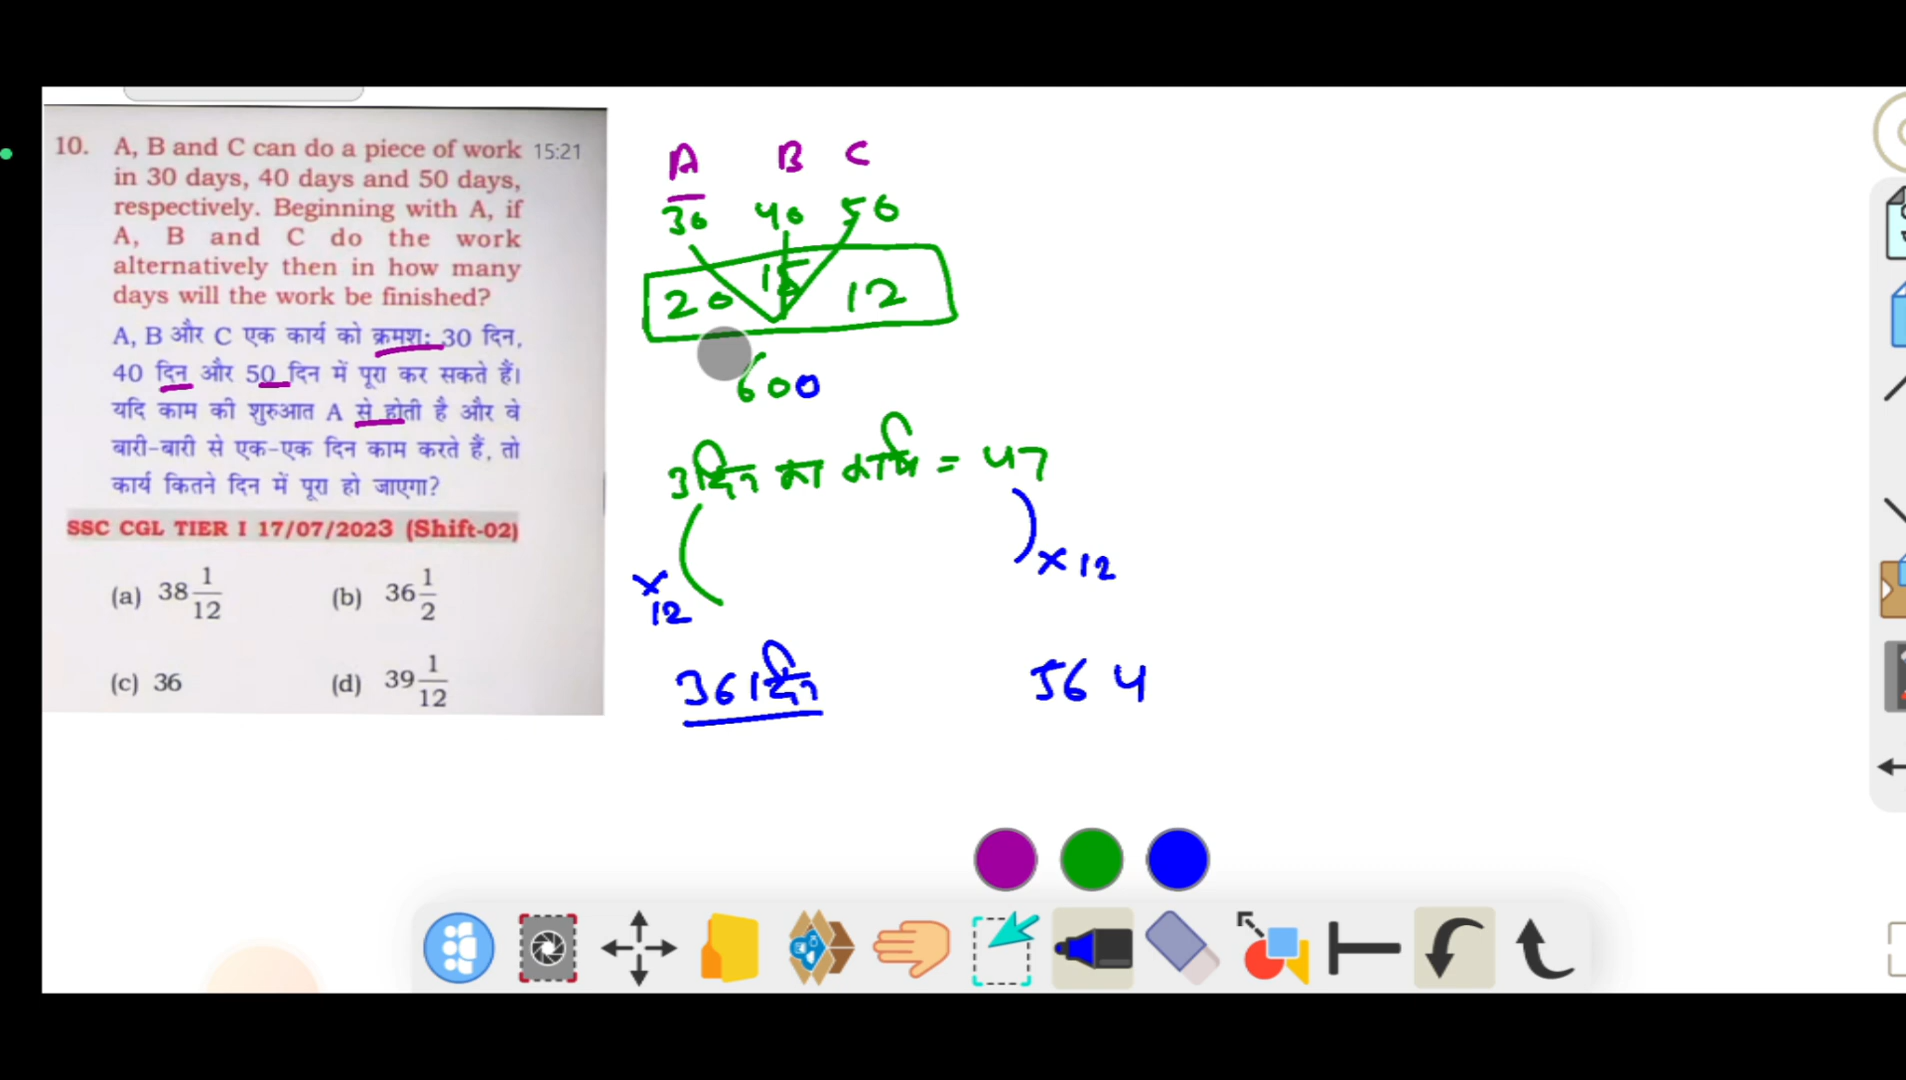 10. A, B and C can do a piece of work 15:21
in 30 days, 40 days and 50 days,
respectively. Beginning with A, if
A, B and C do the work
alternatively then in how many
days will the work be finished?
A, B और C एक कार्य को क्रमश: 30 दिन,
40 दिन और 50 दिन में पूरा कर सकते हैं।
यदि काम की शुरुआत A से होती है और वे
बारी-बारी से एक-एक दिन काम करते हैं, तो
कार्य कितने दिन में पूरा हो जाएगा?
SSC CGL TIER I 17/07/2023 (Shift-02)
(a) 38 1/12 (b) 36 1/2
(c) 36 (d) 39 1/12
A B C
30 40 50
20 15 12
600
3 दिन का कार्य = 47
×12 ×12
36 दिन 564